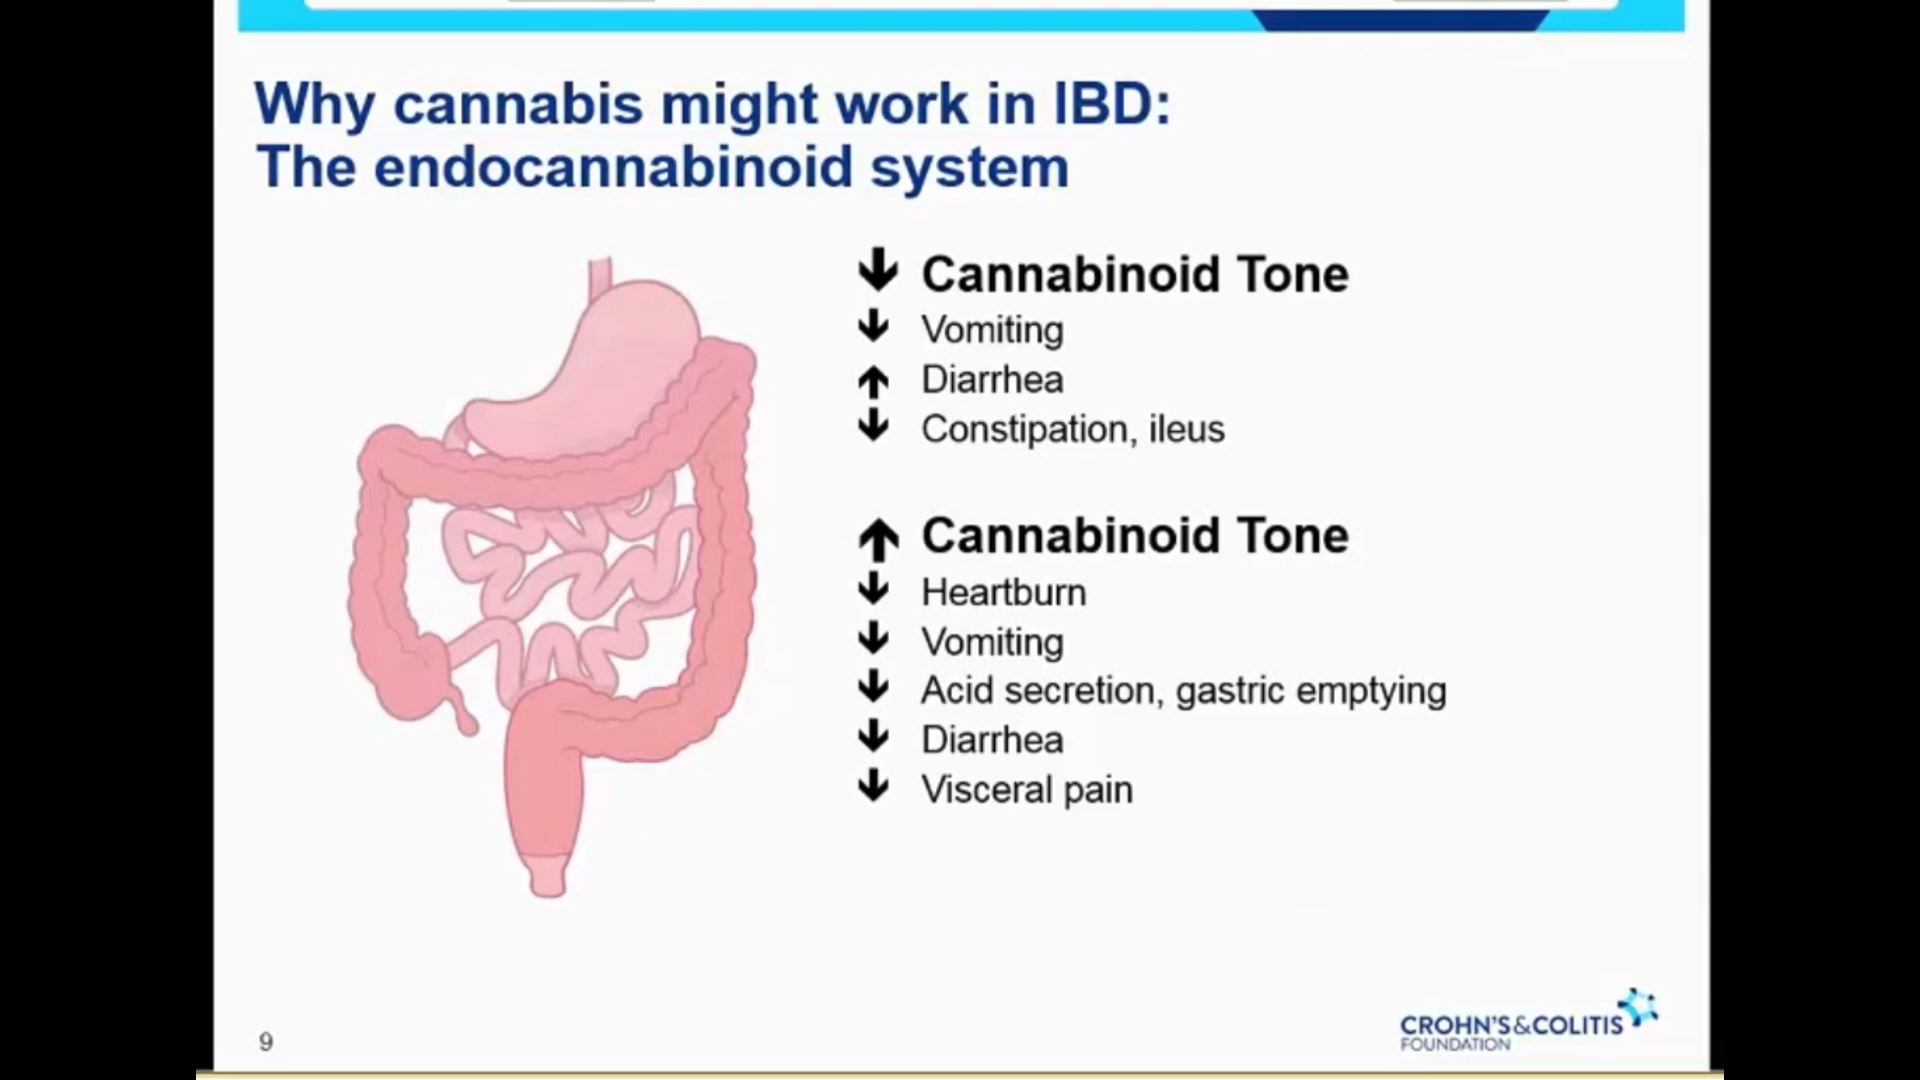 Why cannabis might work in IBD:
The endocannabinoid system
↓ Cannabinoid Tone
↓ Vomiting
↑ Diarrhea
↓ Constipation, ileus
↑ Cannabinoid Tone
↓ Heartburn
↓ Vomiting
↓ Acid secretion, gastric emptying
↓ Diarrhea
↓ Visceral pain
9
CROHN'S&COLITIS
FOUNDATION